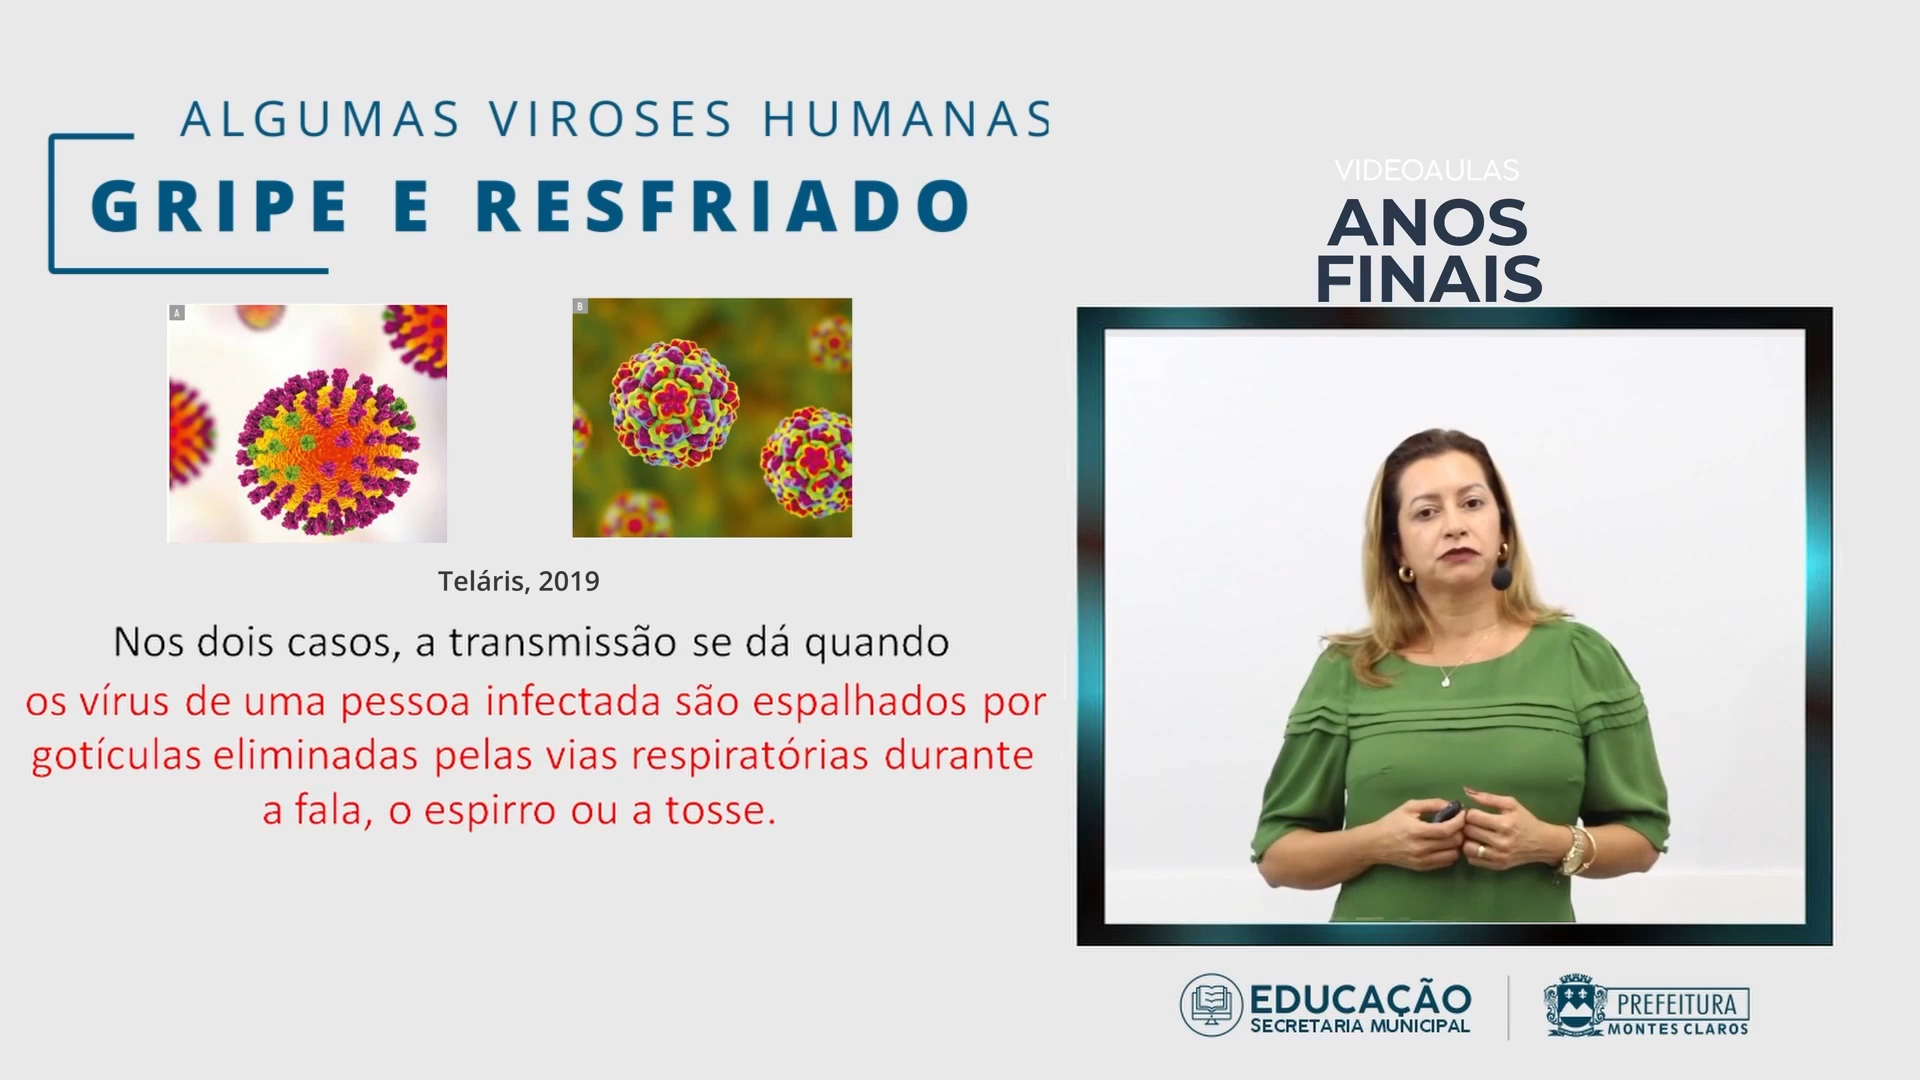 ALGUMAS VIROSES HUMANAS
GRIPE E RESFRIADO
A
B
Teláris, 2019
Nos dois casos, a transmissão se dá quando
os vírus de uma pessoa infectada são espalhados por
gotículas eliminadas pelas vias respiratórias durante
a fala, o espirro ou a tosse.
VIDEOAULAS
ANOS
FINAIS
EDUCAÇÃO
SECRETARIA MUNICIPAL
PREFEITURA
MONTES CLAROS